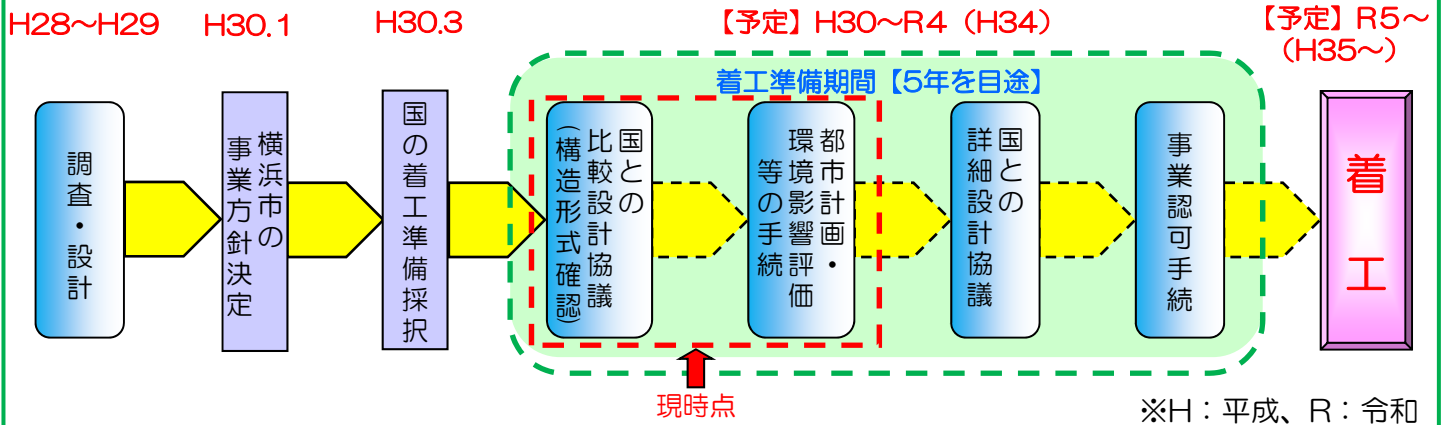 H28～H29
H30.1
H30.3
【予定】H30～R4（H34）
【予定】R5～
（H35～）
着工準備期間【5年を目途】
調査・設計
横浜市の
事業方針決定
国の着工準備採択
国との
比較設計協議
（構造形式確認）
都市計画・
環境影響評価
等の手続
国との
詳細設計協議
事業認可手続
着工
現時点
※H：平成、R：令和